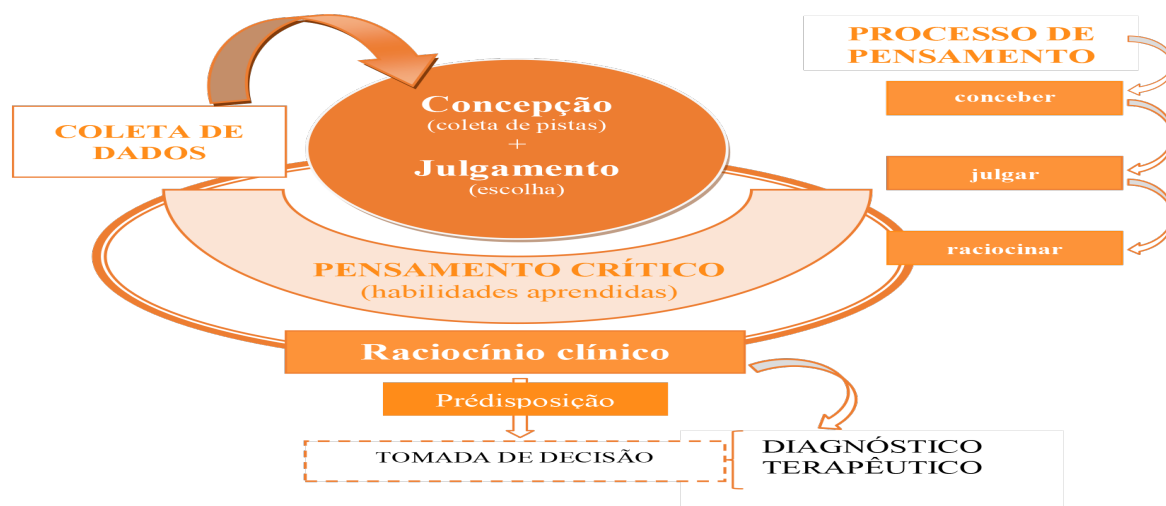 COLETA DE
DADOS
Concepção
(coleta de pistas)
+
Julgamento
(escolha)
PENSAMENTO CRÍTICO
(habilidades aprendidas)
Raciocínio clínico
Prédisposição
TOMADA DE DECISÃO
DIAGNÓSTICO
TERAPÊUTICO
PROCESSO DE
PENSAMENTO
conceber
julgar
raciocinar